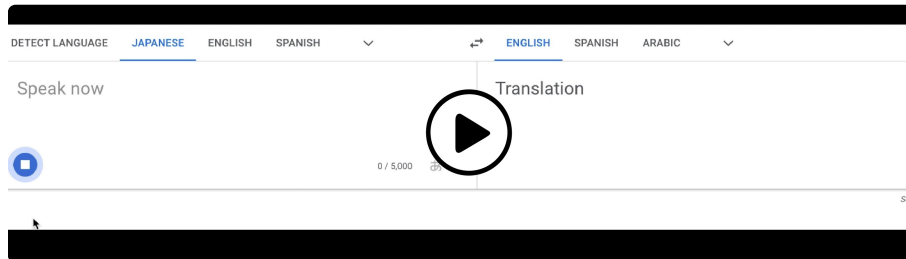 DETECT LANGUAGE JAPANESE ENGLISH SPANISH ENGLISH SPANISH ARABIC
Speak now Translation
0 / 5,000